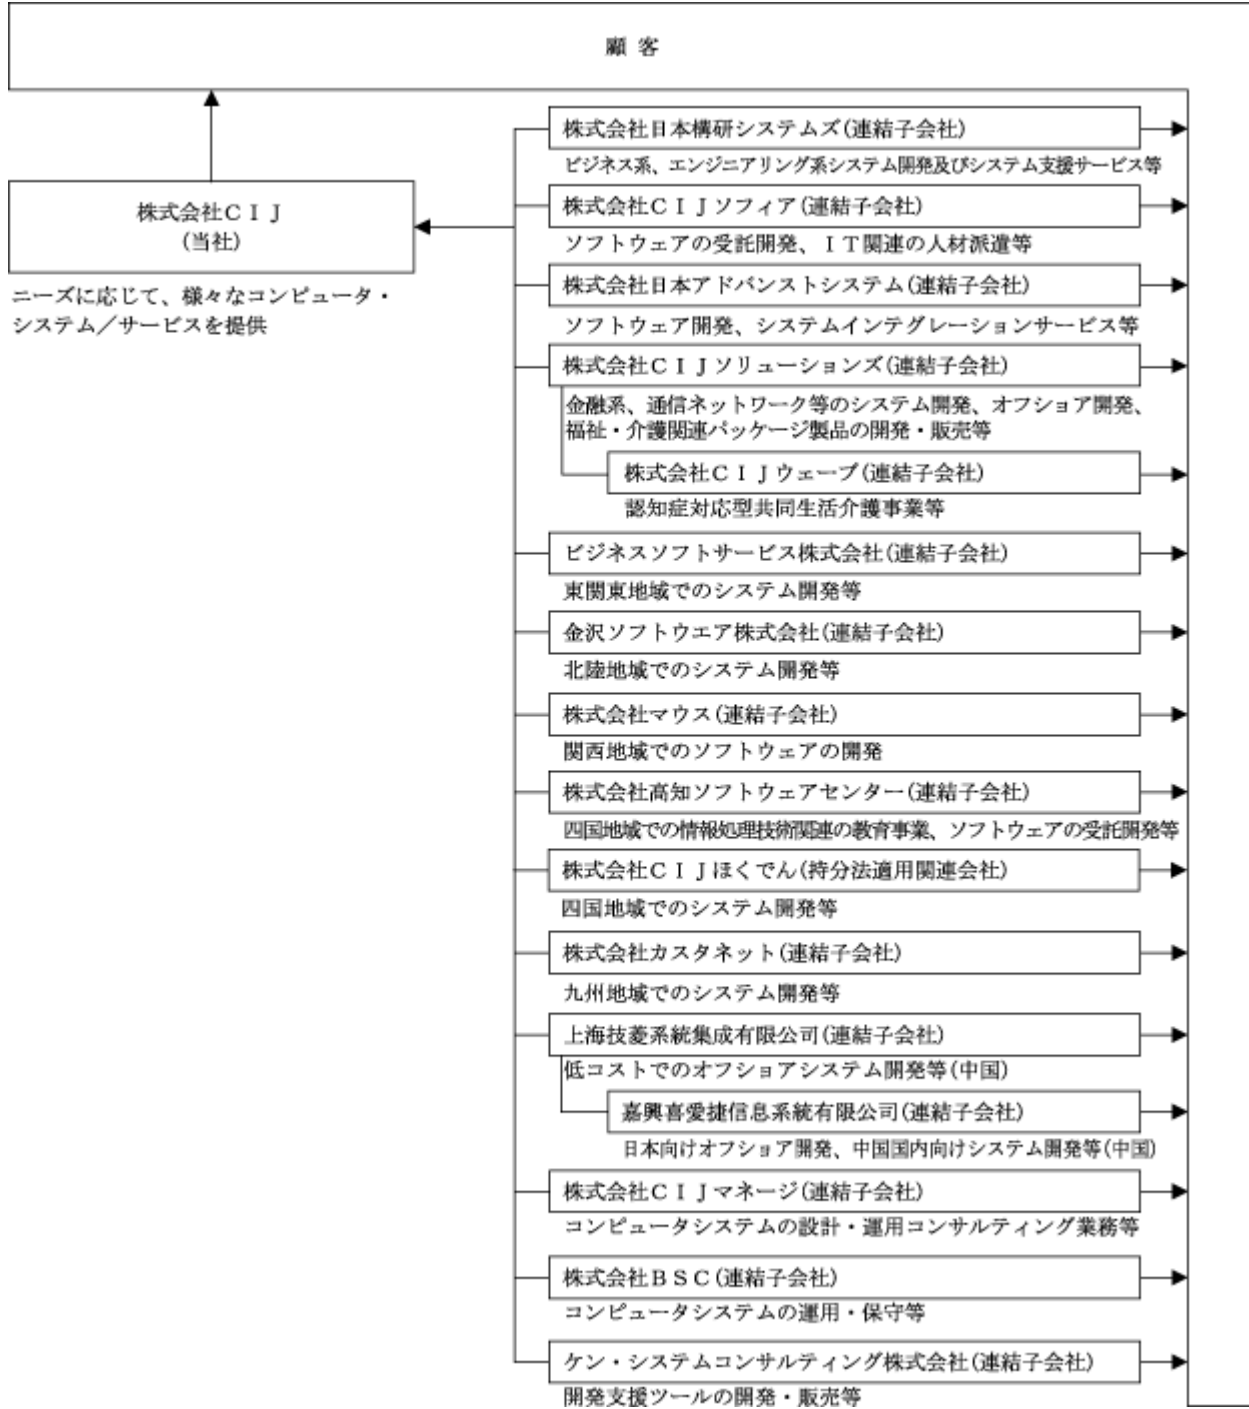 顧 客
株式会社ＣＩＪ
(当社)
ニーズに応じて、様々なコンピュータ・
システム／サービスを提供
株式会社日本構研システムズ(連結子会社)
ビジネス系、エンジニアリング系システム開発及びシステム支援サービス等
株式会社ＣＩＪソフィア(連結子会社)
ソフトウェアの受託開発、ＩＴ関連の人材派遣等
株式会社日本アドバンストシステム(連結子会社)
ソフトウェア開発、システムインテグレーションサービス等
株式会社ＣＩＪソリューションズ(連結子会社)
金融系、通信ネットワーク等のシステム開発、オフショア開発、
福祉・介護関連パッケージ製品の開発・販売等
株式会社ＣＩＪウェーブ(連結子会社)
認知症対応型共同生活介護事業等
ビジネスソフトサービス株式会社(連結子会社)
東関東地域でのシステム開発等
金沢ソフトウエア株式会社(連結子会社)
北陸地域でのシステム開発等
株式会社マウス(連結子会社)
関西地域でのソフトウェアの開発
株式会社高知ソフトウェアセンター(連結子会社)
四国地域での情報処理技術関連の教育事業、ソフトウェアの受託開発等
株式会社ＣＩＪほくでん(持分法適用関連会社)
四国地域でのシステム開発等
株式会社カスタネット(連結子会社)
九州地域でのシステム開発等
上海技菱系統集成有限公司(連結子会社)
低コストでのオフショアシステム開発等(中国)
嘉興喜愛捷信息系統有限公司(連結子会社)
日本向けオフショア開発、中国国内向けシステム開発等(中国)
株式会社ＣＩＪマネージ(連結子会社)
コンピュータシステムの設計・運用コンサルティング業務等
株式会社ＢＳＣ(連結子会社)
コンピュータシステムの運用・保守等
ケン・システムコンサルティング株式会社(連結子会社)
開発支援ツールの開発・販売等